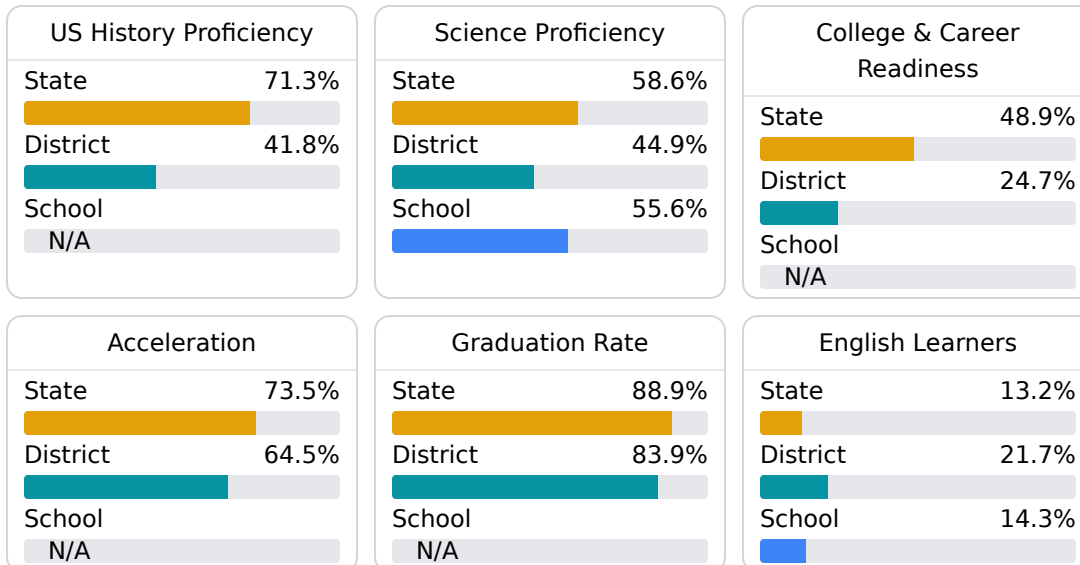 US History Proficiency
State 71.3%
District 41.8%
School
N/A
Science Proficiency
State 58.6%
District 44.9%
School 55.6%
College & Career
Readiness
State 48.9%
District 24.7%
School
N/A
Acceleration
State 73.5%
District 64.5%
School
N/A
Graduation Rate
State 88.9%
District 83.9%
School
N/A
English Learners
State 13.2%
District 21.7%
School 14.3%